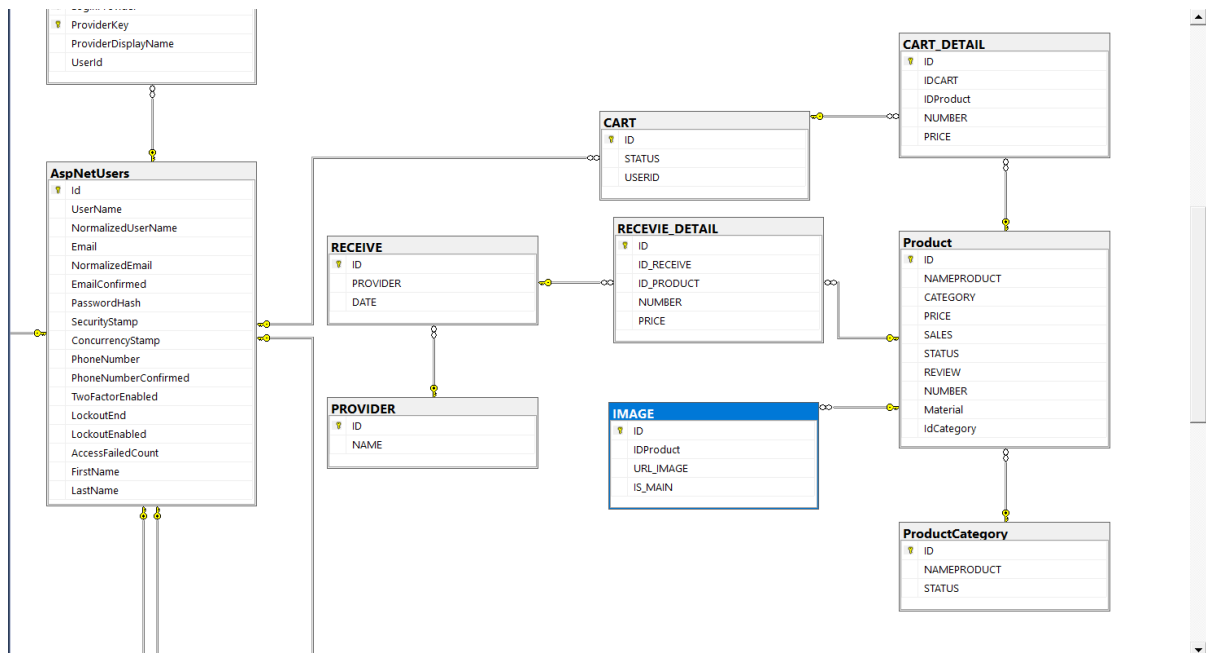 ProviderKey
ProviderDisplayName
UserId
AspNetUsers
Id
UserName
NormalizedUserName
Email
NormalizedEmail
EmailConfirmed
PasswordHash
SecurityStamp
ConcurrencyStamp
PhoneNumber
PhoneNumberConfirmed
TwoFactorEnabled
LockoutEnd
LockoutEnabled
AccessFailedCount
FirstName
LastName
RECEIVE
ID
PROVIDER
DATE
PROVIDER
ID
NAME
CART
ID
STATUS
USERID
RECEVIE_DETAIL
ID
ID_RECEIVE
ID_PRODUCT
NUMBER
PRICE
IMAGE
ID
IDProduct
URL_IMAGE
IS_MAIN
CART_DETAIL
ID
IDCART
IDProduct
NUMBER
PRICE
Product
ID
NAMEPRODUCT
CATEGORY
PRICE
SALES
STATUS
REVIEW
NUMBER
Material
IdCategory
ProductCategory
ID
NAMEPRODUCT
STATUS